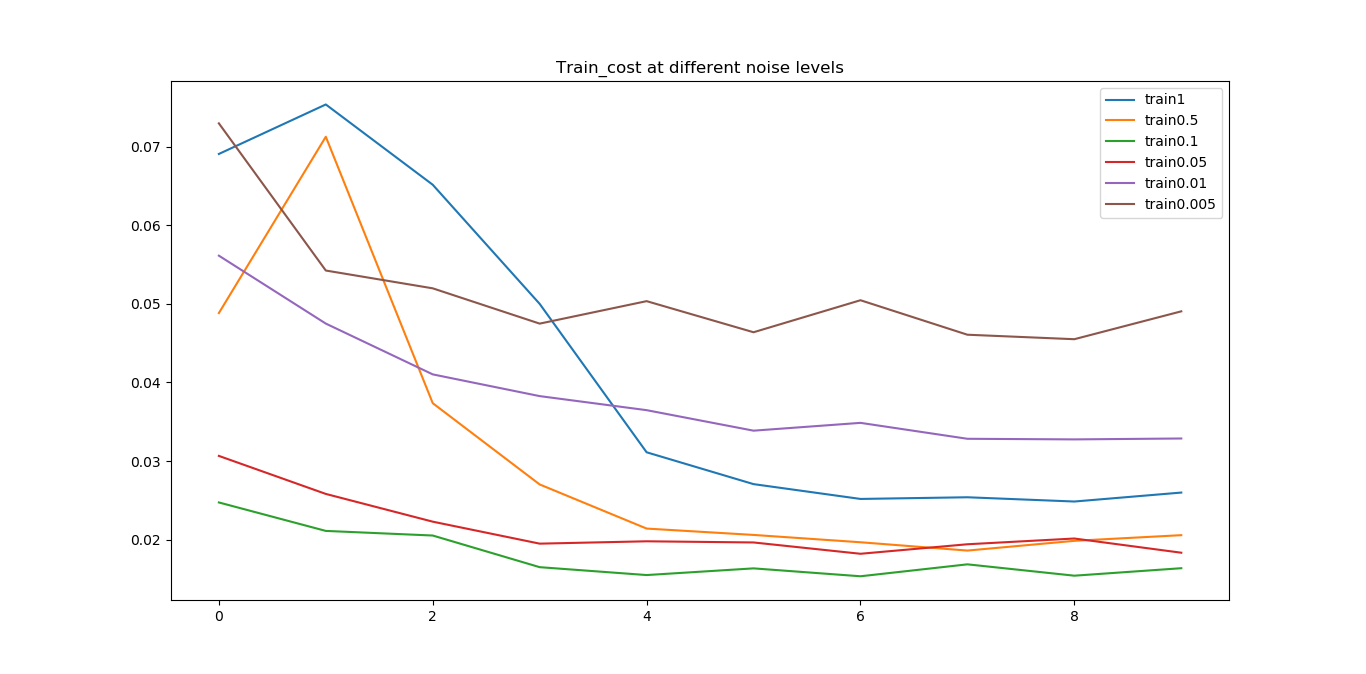 Train_cost at different noise levels
train1
train0.5
train0.1
train0.05
train0.01
train0.005
0.07
0.06
0.05
0.04
0.03
0.02
0 2 4 6 8